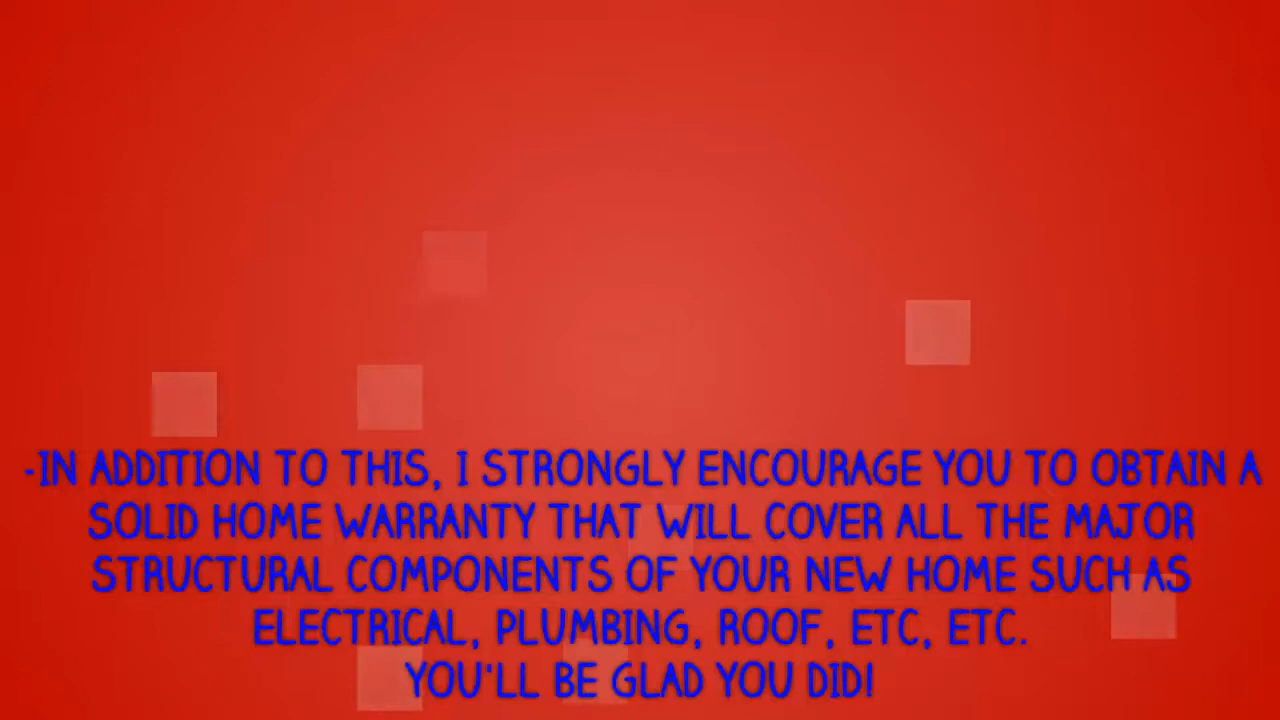 -IN ADDITION TO THIS, I STRONGLY ENCOURAGE YOU TO OBTAIN A
SOLID HOME WARRANTY THAT WILL COVER ALL THE MAJOR
STRUCTURAL COMPONENTS OF YOUR NEW HOME SUCH AS
ELECTRICAL, PLUMBING, ROOF, ETC, ETC.
YOU'LL BE GLAD YOU DID!